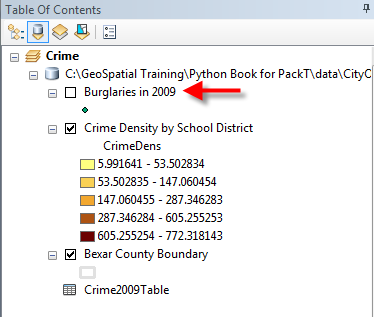 Table Of Contents
Crime
C:\GeoSpatial Training\Python Book for PackT\data\CityC
Burglaries in 2009
Crime Density by School District
CrimeDens
5.991641 - 53.502834
53.502835 - 147.060454
147.060455 - 287.346283
287.346284 - 605.255253
605.255254 - 772.318143
Bexar County Boundary
Crime2009Table